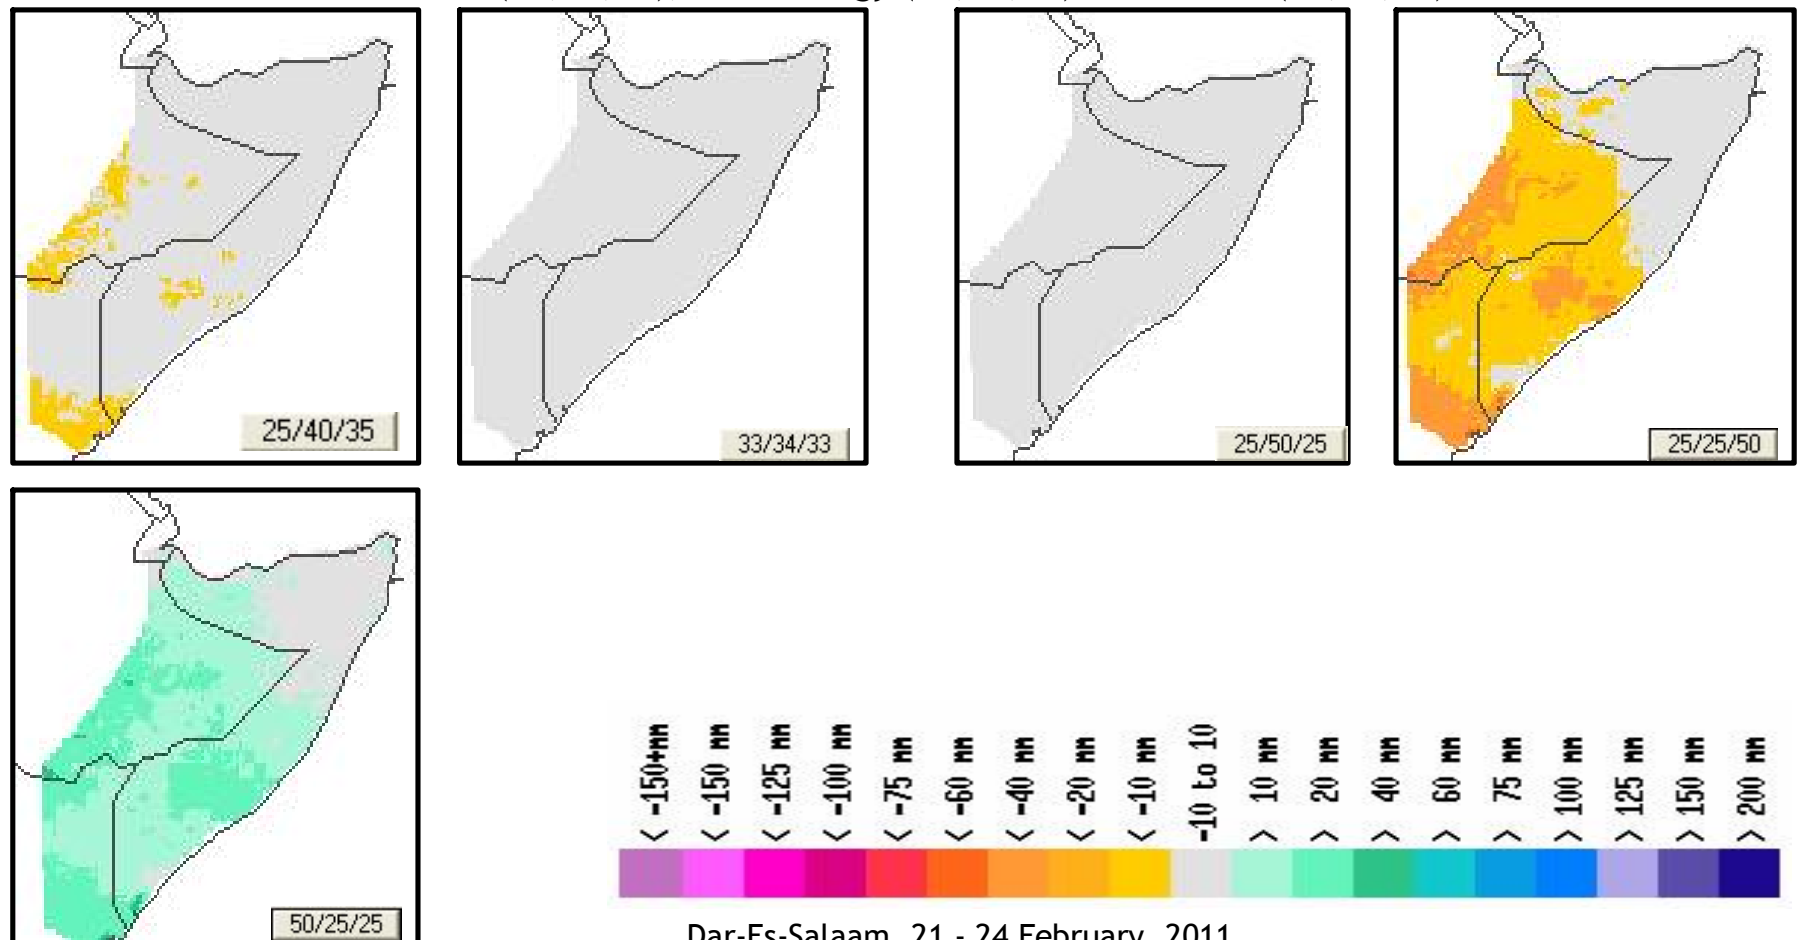 25/40/35
33/34/33
25/50/25
25/25/50
50/25/25
< -150+mm
< -150 mm
< -125 mm
< -100 mm
< -75 mm
< -60 mm
< -40 mm
< -20 mm
< -10 mm
-10 to 10
> 10 mm
> 20 mm
> 40 mm
> 60 mm
> 75 mm
> 100 mm
> 125 mm
> 150 mm
> 200 mm
Dar-Es-Salaam, 21 - 24 February, 2011